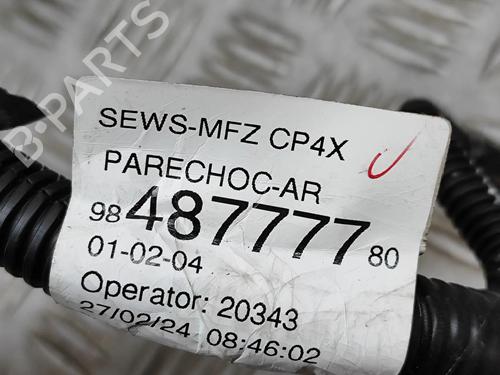 B-PARTS
SEWS-MFZ CP4X
PARECHOC-AR
98 487777 80
01-02-04
Operator: 20343
27/02/24 08:46:02